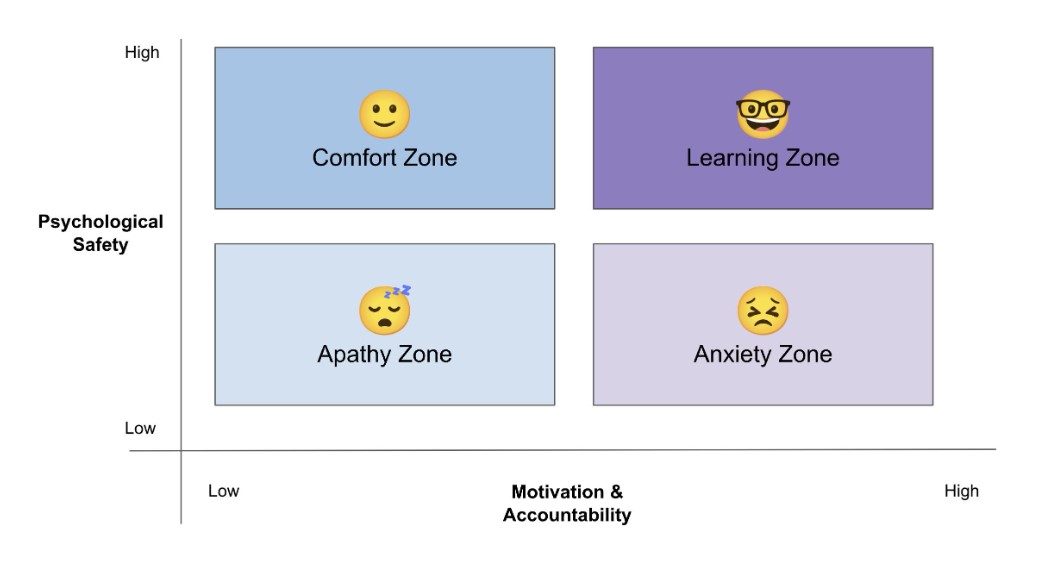 High
Comfort Zone
Learning Zone
Psychological
Safety
Apathy Zone
Anxiety Zone
Low
Low
Motivation &
Accountability
High